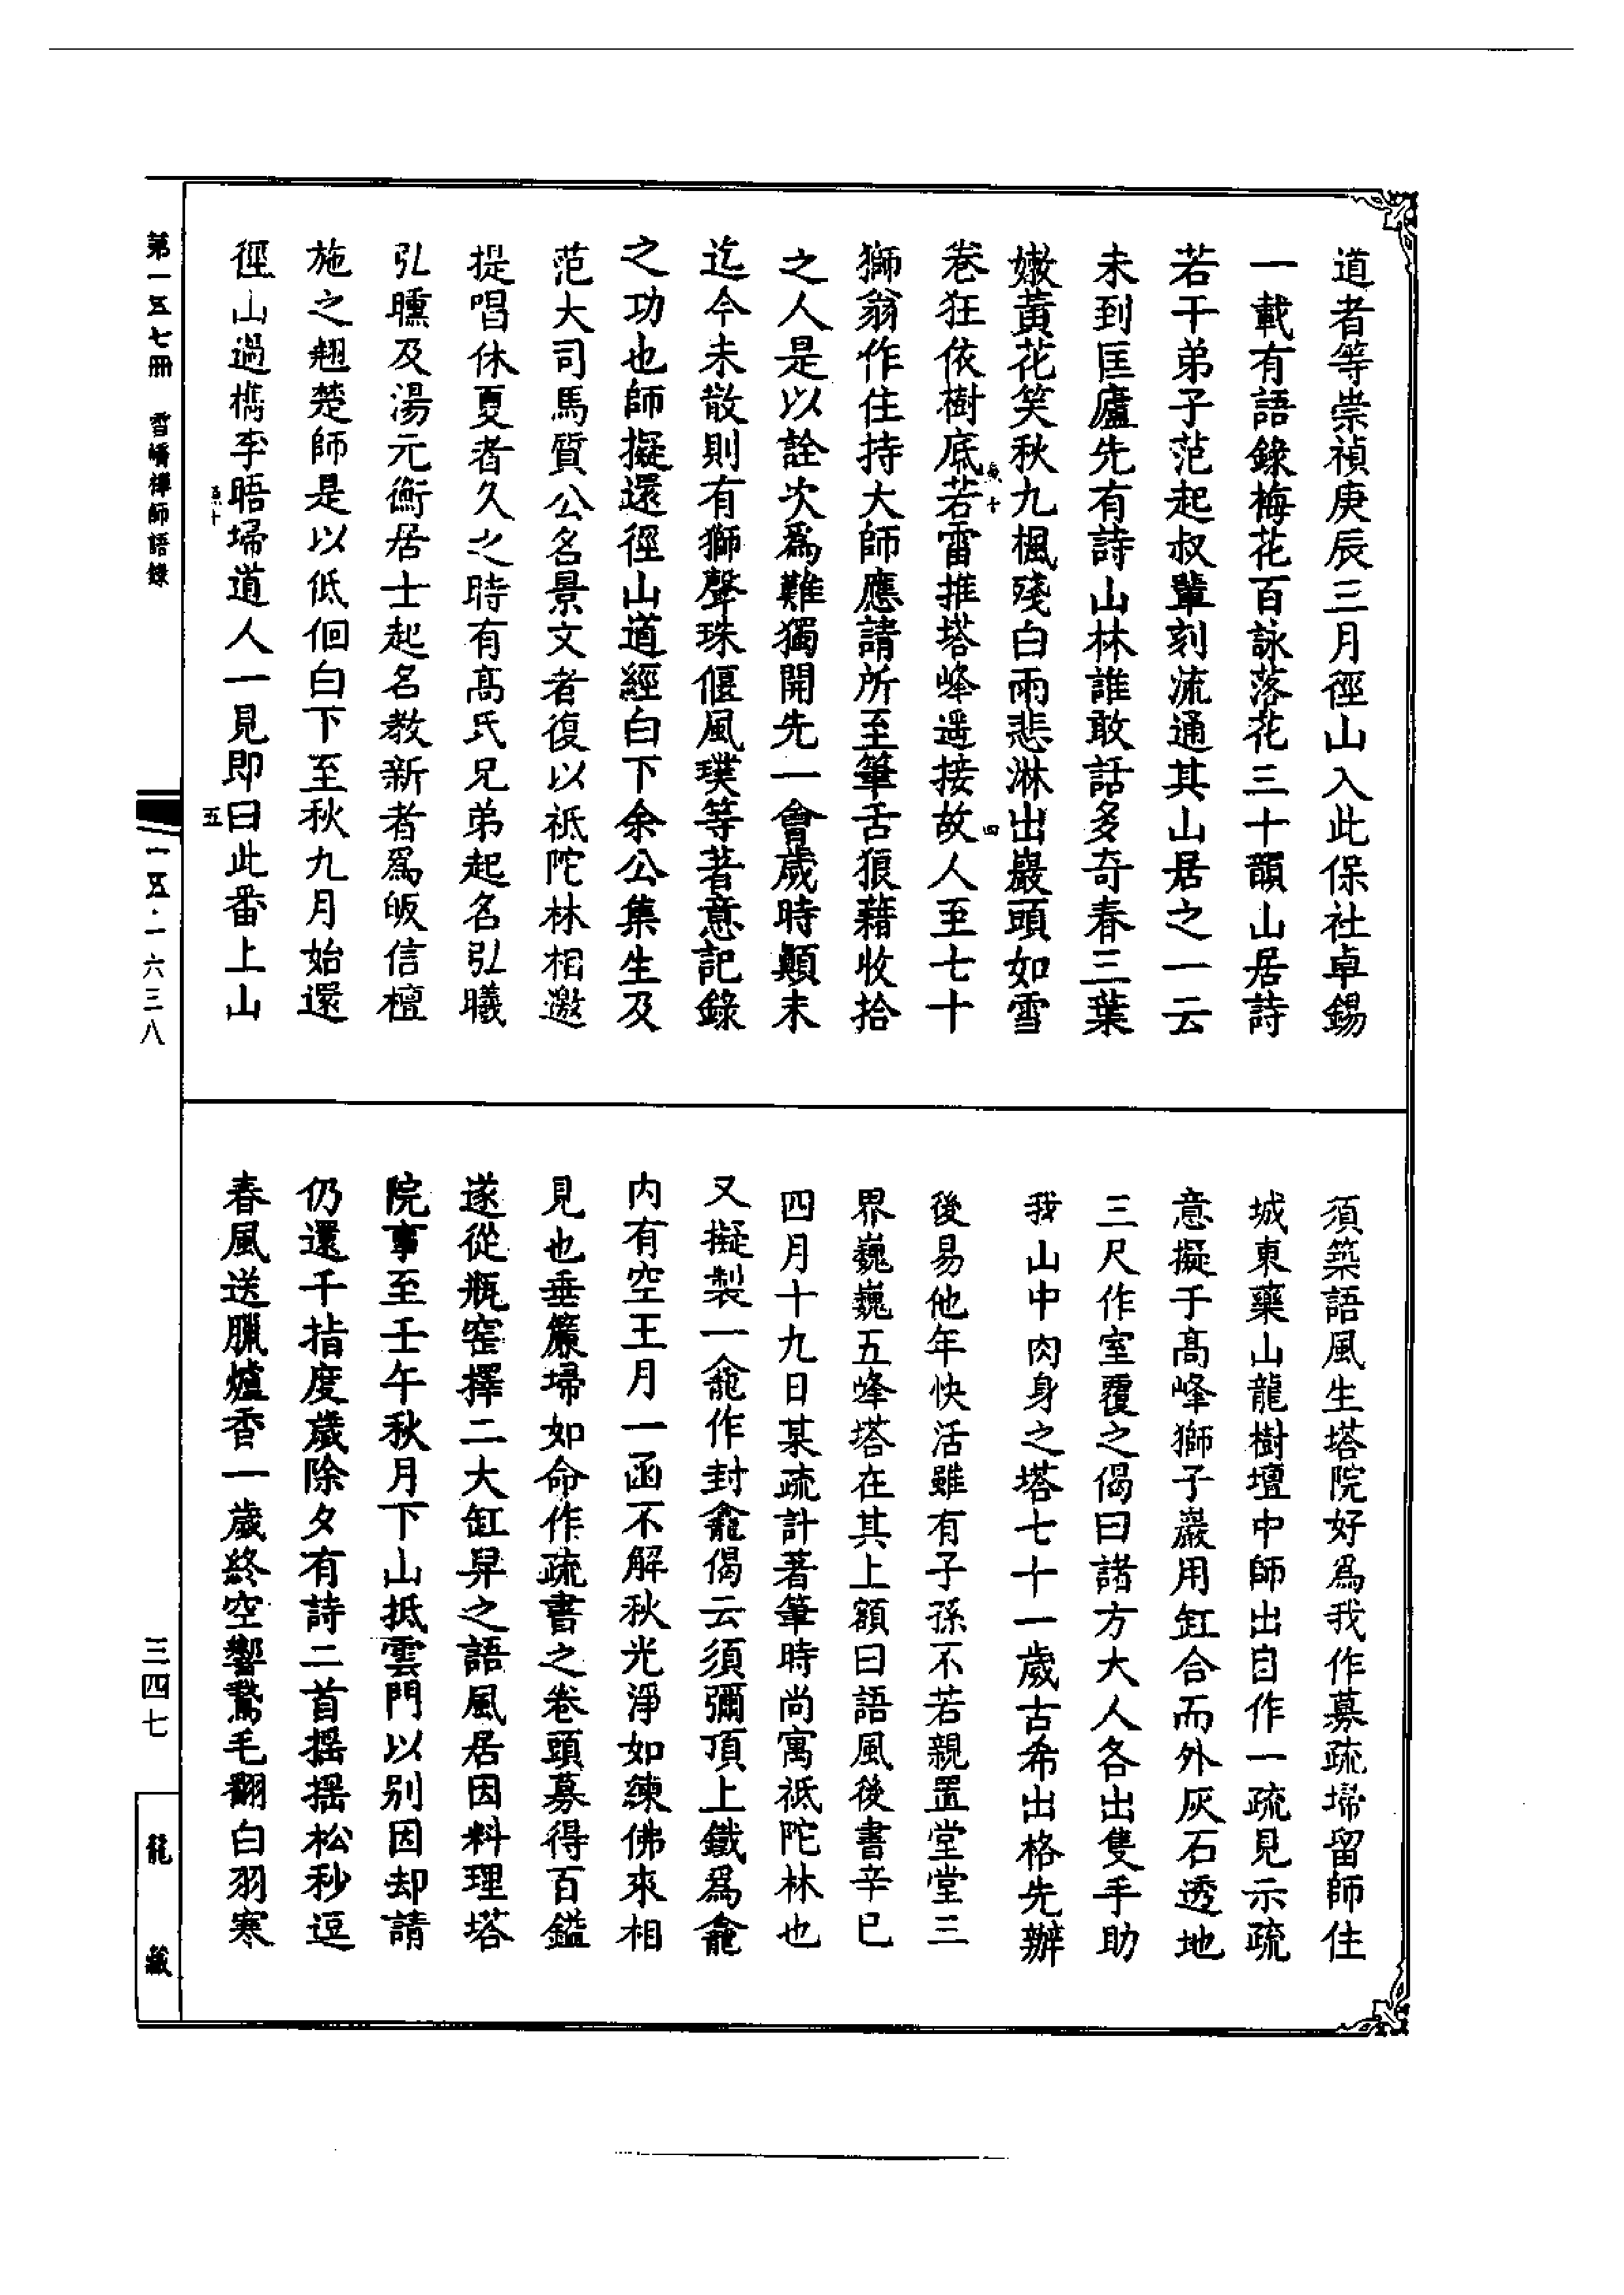 道者等崇禎庚辰三月徑山入此保社卓錫
一載有語錄梅花百詠落花三十韻山居詩
若干弟子范起叔輩刻流通其山居之一云
未到匡廬先有詩山林誰敢話多奇春三葉
嫩黃花笑秋九楓殘白雨悲淋出巖頭如雪
卷狂依樹底若雷推塔峰遥接故人至七十
獅翁作住持大師應請所至筆舌狼藉收拾
之人是以詮次爲難獨開先一會歲時顛末
迄今未散則有獅聲珠偃風璞等著意記錄
之功也師擬還徑山道經白下余公集生及
范大司馬質公名景文者復以祇陀林相邀
提唱休夏者久之時有高氏兄弟起名弘曦
弘曛及湯元衡居士起名教新者爲皈信檀
施之翹楚師是以低佪白下至秋九月始還
徑山過檇李晤埽道人一見即曰此番上山
須築語風生塔院好爲我作募疏埽留師住
城東藥山龍樹壇中師出自作一疏見示疏
意擬于高峰獅子巖用缸合而外灰石透地
三尺作室覆之偈曰諸方大人各出隻手助
我山中肉身之塔七十一歲古希出格先辦
後易他年快活雖有子孫不若親置堂堂三
界巍巍五峰塔在其上額曰語風後書辛巳
四月十九日某疏計著筆時尚寓祇陀林也
又擬製一龕作封龕偈云須彌頂上鐵爲龕
内有空王月一函不解秋光淨如練佛來相
見也垂簾埽如命作疏書之卷頭募得百鎰
遂從瓶窑擇二大缸舁之語風居因料理塔
院事至壬午秋月下山抵雲門以别因却請
仍還千指度歲除夕有詩二首摇摇松秒逗
春風送臘爐香一歲終空響鶖毛翻白羽寒
第一五七冊　雪嶠禪師語錄
一五·一六三八
三四七
龍藏
四
五